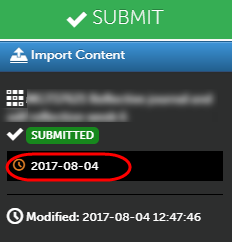 SUBMIT
Import Content
SUBMITTED
2017-08-04
Modified: 2017-08-04 12:47:46